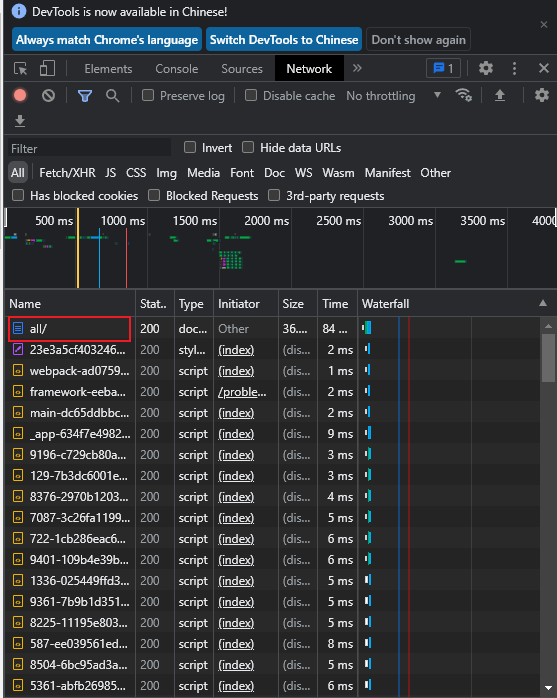 DevTools is now available in Chinese!
Always match Chrome's language Switch DevTools to Chinese Don't show again
Elements Console Sources Network 1
Preserve log Disable cache No throttling
Filter Invert Hide data URLs
All Fetch/XHR JS CSS Img Media Font Doc WS Wasm Manifest Other
Has blocked cookies Blocked Requests 3rd-party requests
500 ms 1000 ms 1500 ms 2000 ms 2500 ms 3000 ms 3500 ms 4000
Name Stat.. Type Initiator Size Time Waterfall
all/ 200 doc... Other 36.... 84 ...
23e3a5cf403246... 200 styl... (index) (dis... 2 ms
webpack-ad0759... 200 script (index) (dis... 1 ms
framework-eeba... 200 script /proble... (dis... 2 ms
main-dc65ddbbc... 200 script (index) (dis... 2 ms
_app-634f7e4982... 200 script (index) (dis... 9 ms
9196-c729cb80a... 200 script (index) (dis... 3 ms
129-7b3dc6001e... 200 script (index) (dis... 3 ms
8376-2970b1203... 200 script (index) (dis... 4 ms
7087-3c26fa1199... 200 script (index) (dis... 5 ms
722-1cb286eac6... 200 script (index) (dis... 6 ms
9401-109b4e39b... 200 script (index) (dis... 6 ms
1336-025449ffd3... 200 script (index) (dis... 5 ms
9361-7b9b1d351... 200 script (index) (dis... 5 ms
8225-11195e803... 200 script (index) (dis... 5 ms
587-ee039561ed... 200 script (index) (dis... 8 ms
8504-6bc95ad3a... 200 script (index) (dis... 5 ms
5361-abfb26985... 200 script (index) (dis... 6 ms